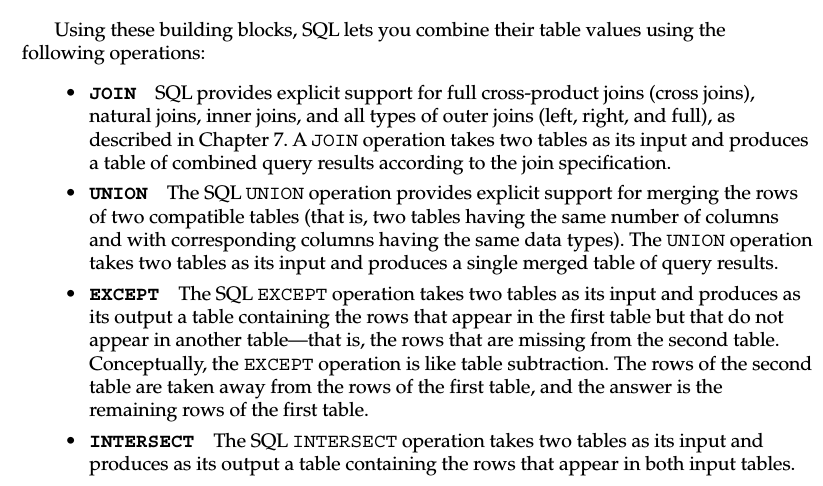 Using these building blocks, SQL lets you combine their table values using the
following operations:
• JOIN SQL provides explicit support for full cross-product joins (cross joins),
natural joins, inner joins, and all types of outer joins (left, right, and full), as
described in Chapter 7. A JOIN operation takes two tables as its input and produces
a table of combined query results according to the join specification.
• UNION The SQL UNION operation provides explicit support for merging the rows
of two compatible tables (that is, two tables having the same number of columns
and with corresponding columns having the same data types). The UNION operation
takes two tables as its input and produces a single merged table of query results.
• EXCEPT The SQL EXCEPT operation takes two tables as its input and produces as
its output a table containing the rows that appear in the first table but that do not
appear in another table—that is, the rows that are missing from the second table.
Conceptually, the EXCEPT operation is like table subtraction. The rows of the second
table are taken away from the rows of the first table, and the answer is the
remaining rows of the first table.
• INTERSECT The SQL INTERSECT operation takes two tables as its input and
produces as its output a table containing the rows that appear in both input tables.